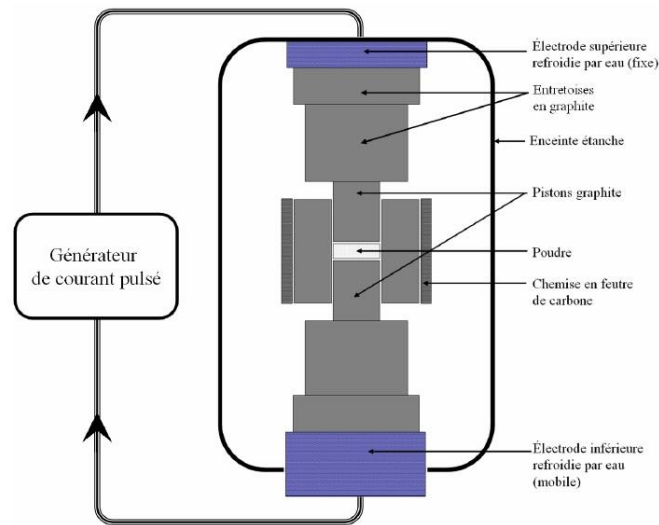 Électrode supérieure
refroidie par eau (fixe)
Entretoises
en graphite
Enceinte étanche
Pistons graphite
Générateur
de courant pulsé
Poudre
Chemise en feutre
de carbone
Électrode inférieure
refroidie par eau
(mobile)